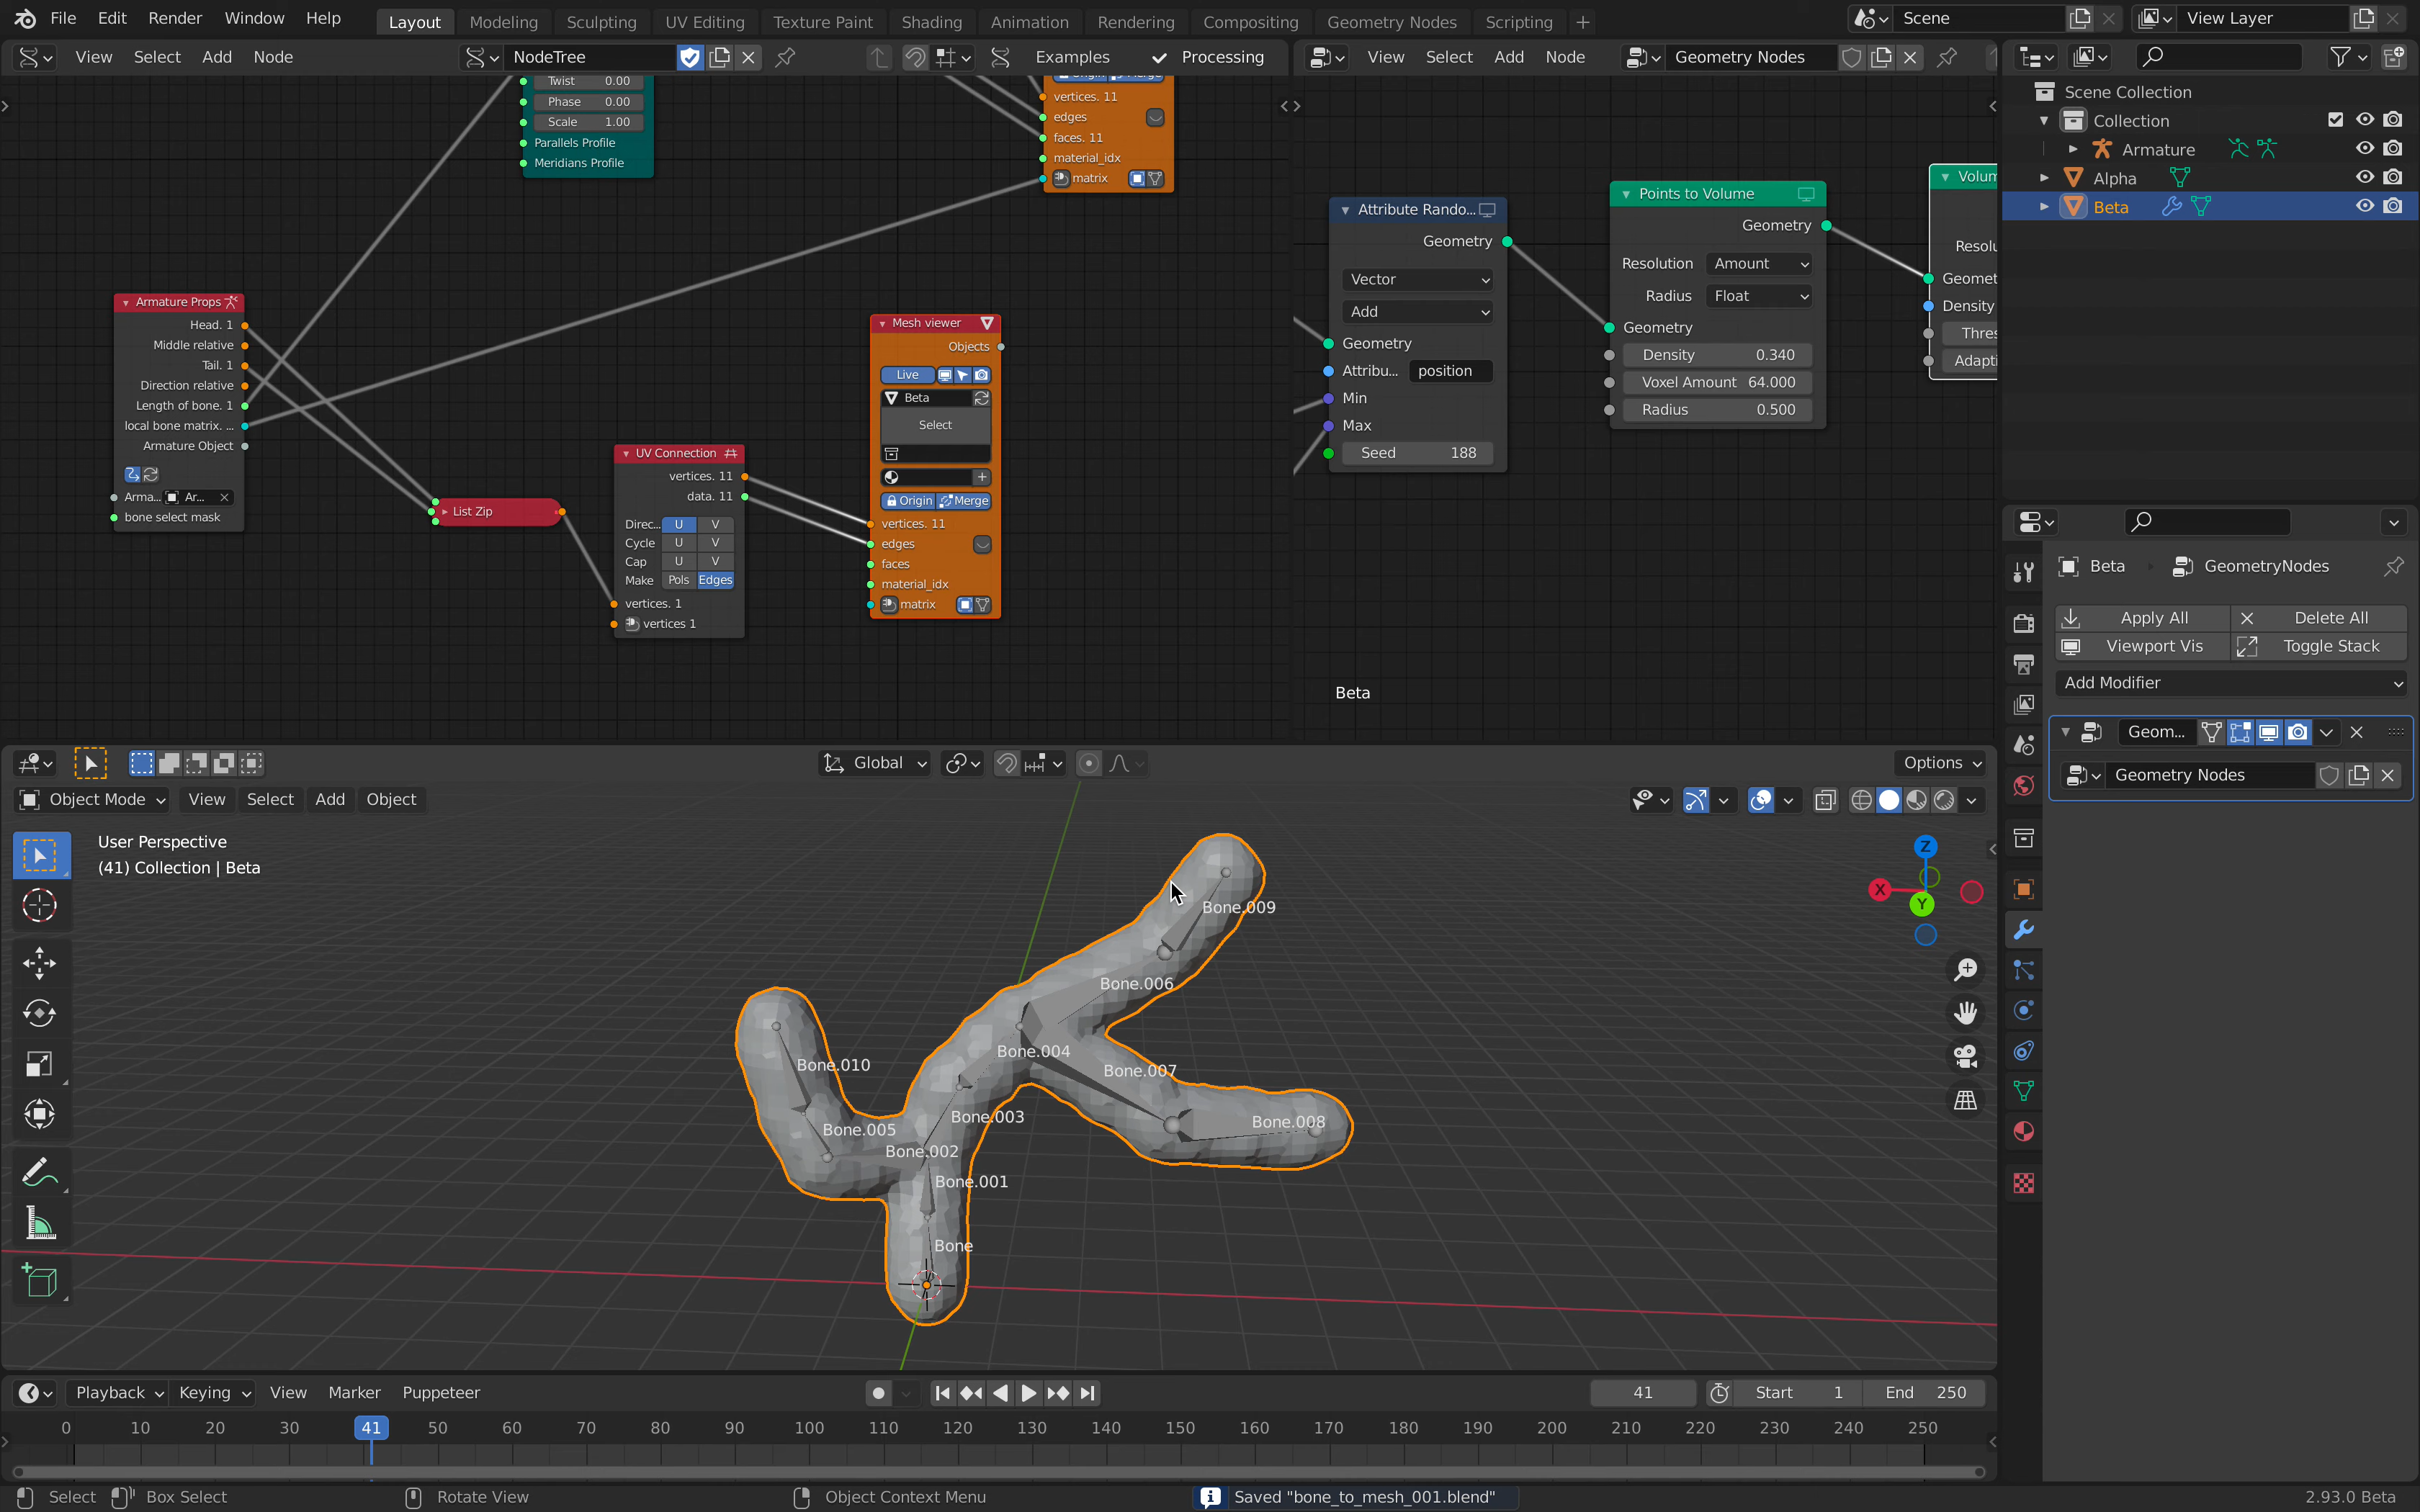 File Edit Render Window Help
Layout Modeling Sculpting UV Editing Texture Paint Shading Animation Rendering Compositing Geometry Nodes Scripting +
Scene
View Layer
View Select Add Node
NodeTree
Examples Processing
View Select Add Node
Geometry Nodes
Twist 0.00
Phase 0.00
Scale 1.00
Parallels Profile
Meridians Profile
Origin Merge
vertices. 11
edges
faces. 11
material_idx
matrix
Armature Props
Head. 1
Middle relative
Tail. 1
Direction relative
Length of bone. 1
local bone matrix. ...
Armature Object
Arma... Ar...
bone select mask
List Zip
UV Connection
vertices. 11
data. 11
Direc... U V
Cycle U V
Cap U V
Make Pols Edges
vertices. 1
vertices 1
Mesh viewer
Objects
Live
Beta
Select
Origin Merge
vertices. 11
edges
faces
material_idx
matrix
Attribute Rando...
Geometry
Vector
Add
Geometry
Attribu... position
Min
Max
Seed 188
Points to Volume
Geometry
Resolution Amount
Radius Float
Geometry
Density 0.340
Voxel Amount 64.000
Radius 0.500
Volum
Resolu
Geomet
Density
Thres
Adapti
Beta
Scene Collection
Collection
Armature
Alpha
Beta
Beta GeometryNodes
Apply All Delete All
Viewport Vis Toggle Stack
Add Modifier
Geom...
Geometry Nodes
Global
Options
Object Mode View Select Add Object
User Perspective
(41) Collection | Beta
Z
X
Y
Bone.009
Bone.006
Bone.004
Bone.010
Bone.007
Bone.003
Bone.008
Bone.005
Bone.002
Bone.001
Bone
Playback Keying View Marker Puppeteer
41
Start 1
End 250
0 10 20 30 41 50 60 70 80 90 100 110 120 130 140 150 160 170 180 190 200 210 220 230 240 250
Select Box Select Rotate View Object Context Menu Saved "bone_to_mesh_001.blend" 2.93.0 Beta